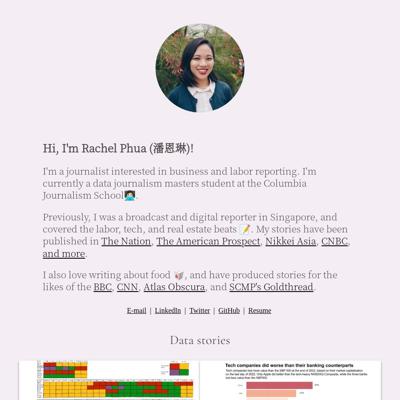 Hi, I'm Rachel Phua (潘恩琳)!
I'm a journalist interested in business and labor reporting. I'm
currently a data journalism masters student at the Columbia
Journalism School👩🏻‍💻.
Previously, I was a broadcast and digital reporter in Singapore, and
covered the labor, tech, and real estate beats 📝. My stories have been
published in The Nation, The American Prospect, Nikkei Asia, CNBC,
and more.
I also love writing about food 🥡, and have produced stories for the
likes of the BBC, CNN, Atlas Obscura, and SCMP's Goldthread.
E-mail | LinkedIn | Twitter | GitHub | Resume
Data stories
Tech companies did worse than their banking counterparts